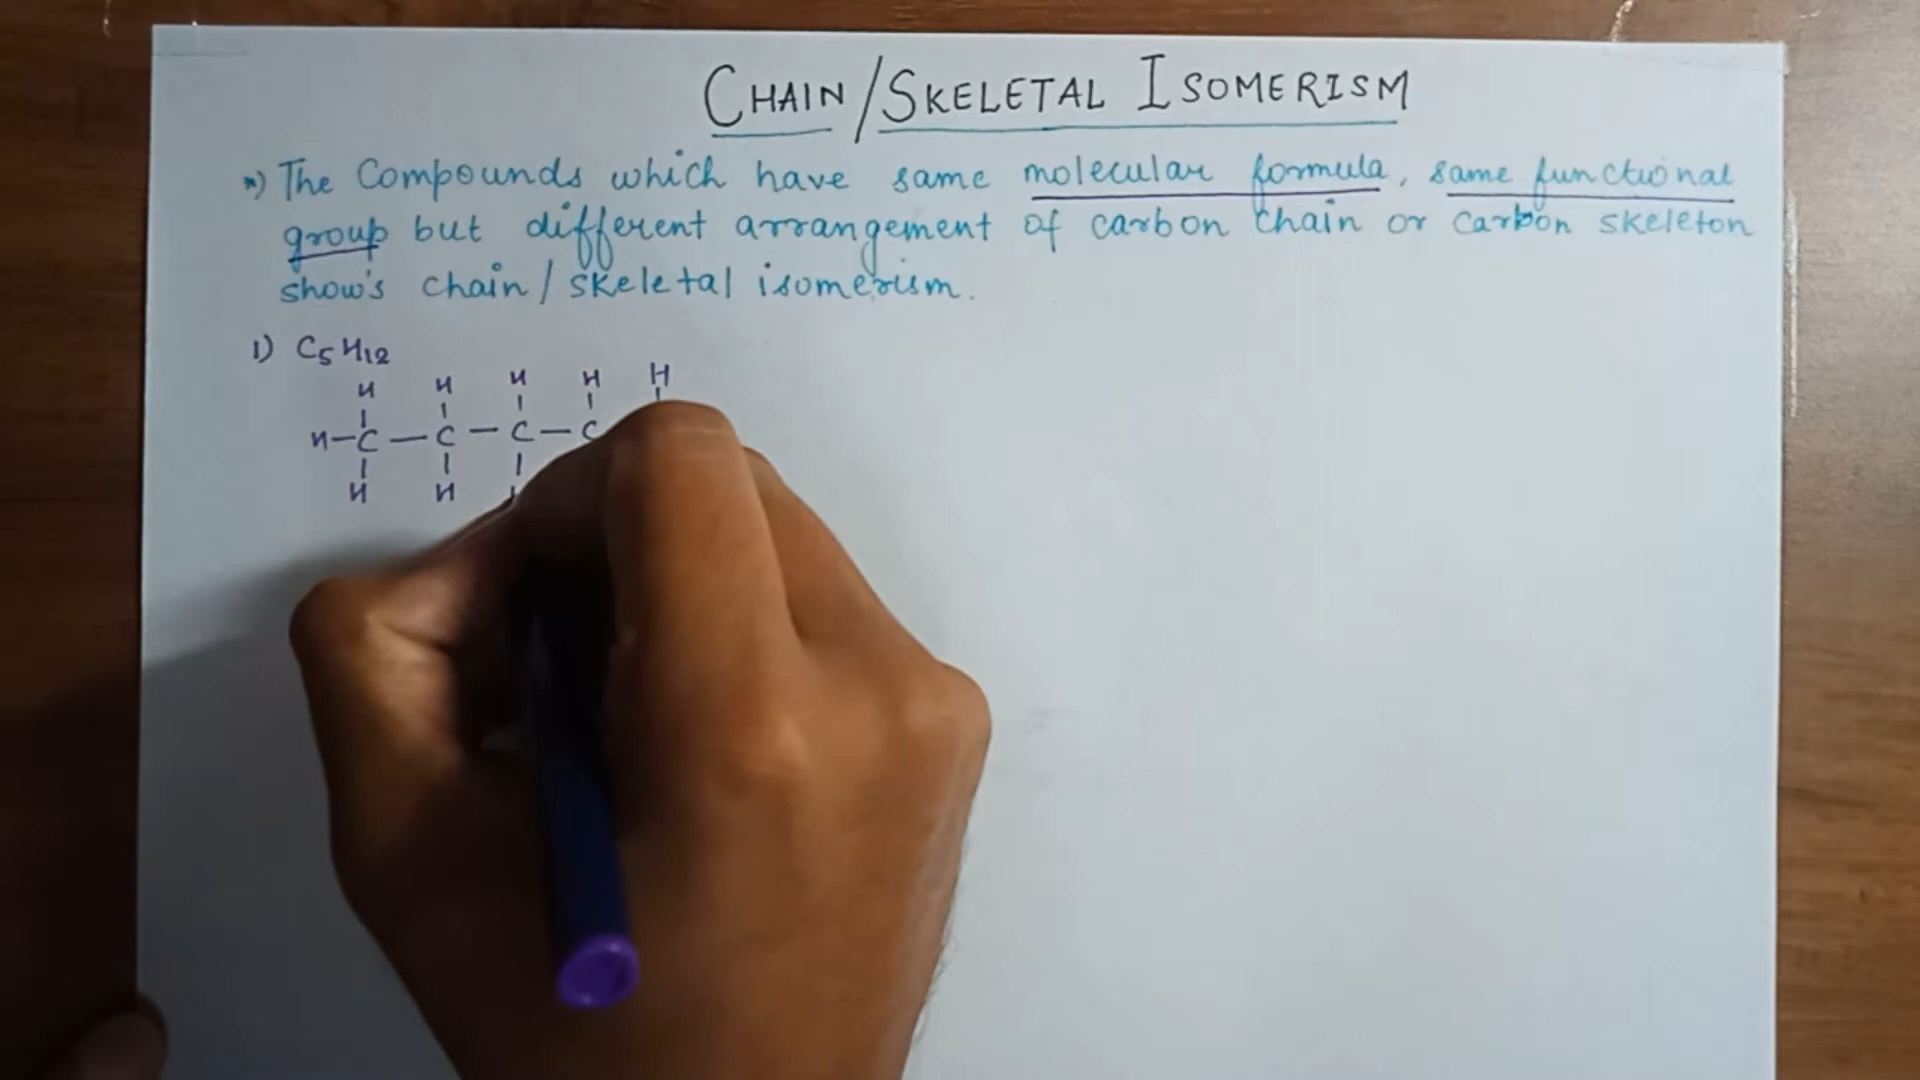 CHAIN/SKELETAL ISOMERISM
*) The Compounds which have same molecular formula, same functional
group but different arrangement of carbon chain or carbon skeleton
show's chain/skeletal isomerism.
1) C5H12
H H H H H
H-C-C-C-C
H H